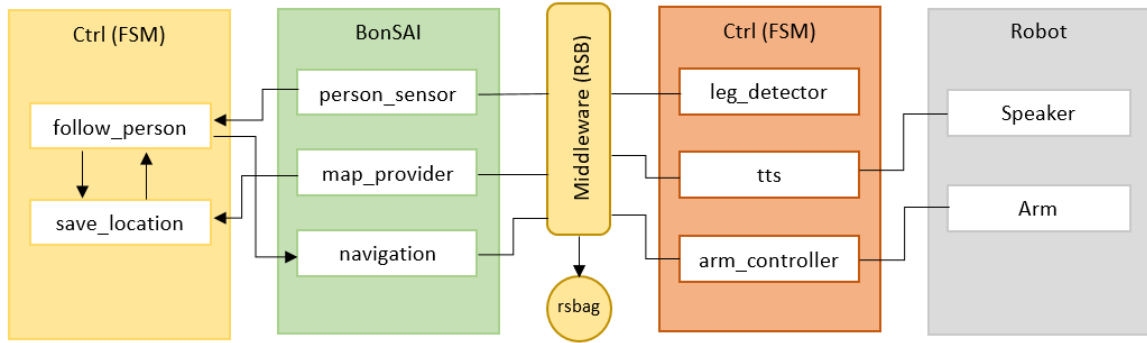 Ctrl (FSM)
follow_person
save_location
BonSAI
person_sensor
map_provider
navigation
Middleware (RSB)
rsbag
Ctrl (FSM)
leg_detector
tts
arm_controller
Robot
Speaker
Arm